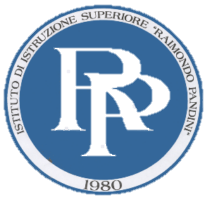 ISTITUTO DI ISTRUZIONE SUPERIORE "RAIMONDO PANDINI"
RP
1980